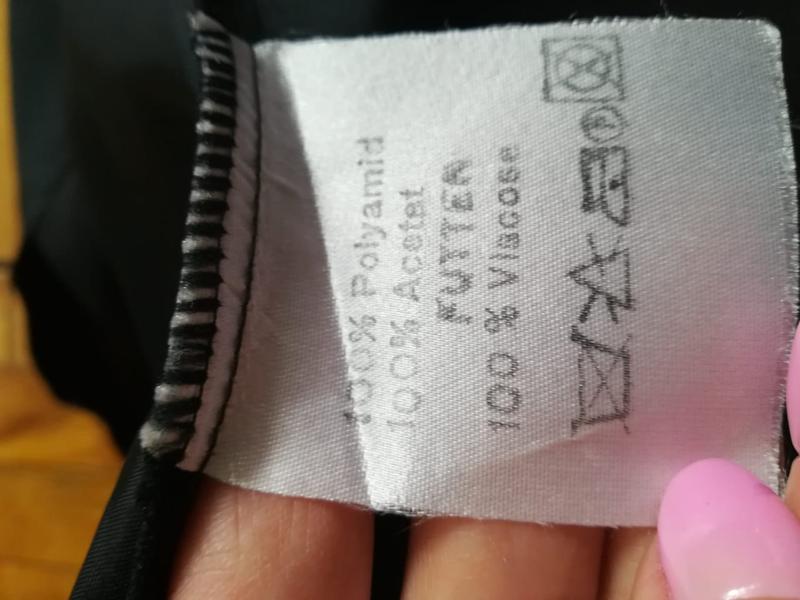 100% Polyamid
100% Acetat
FUTTER
100 % Viscose
P